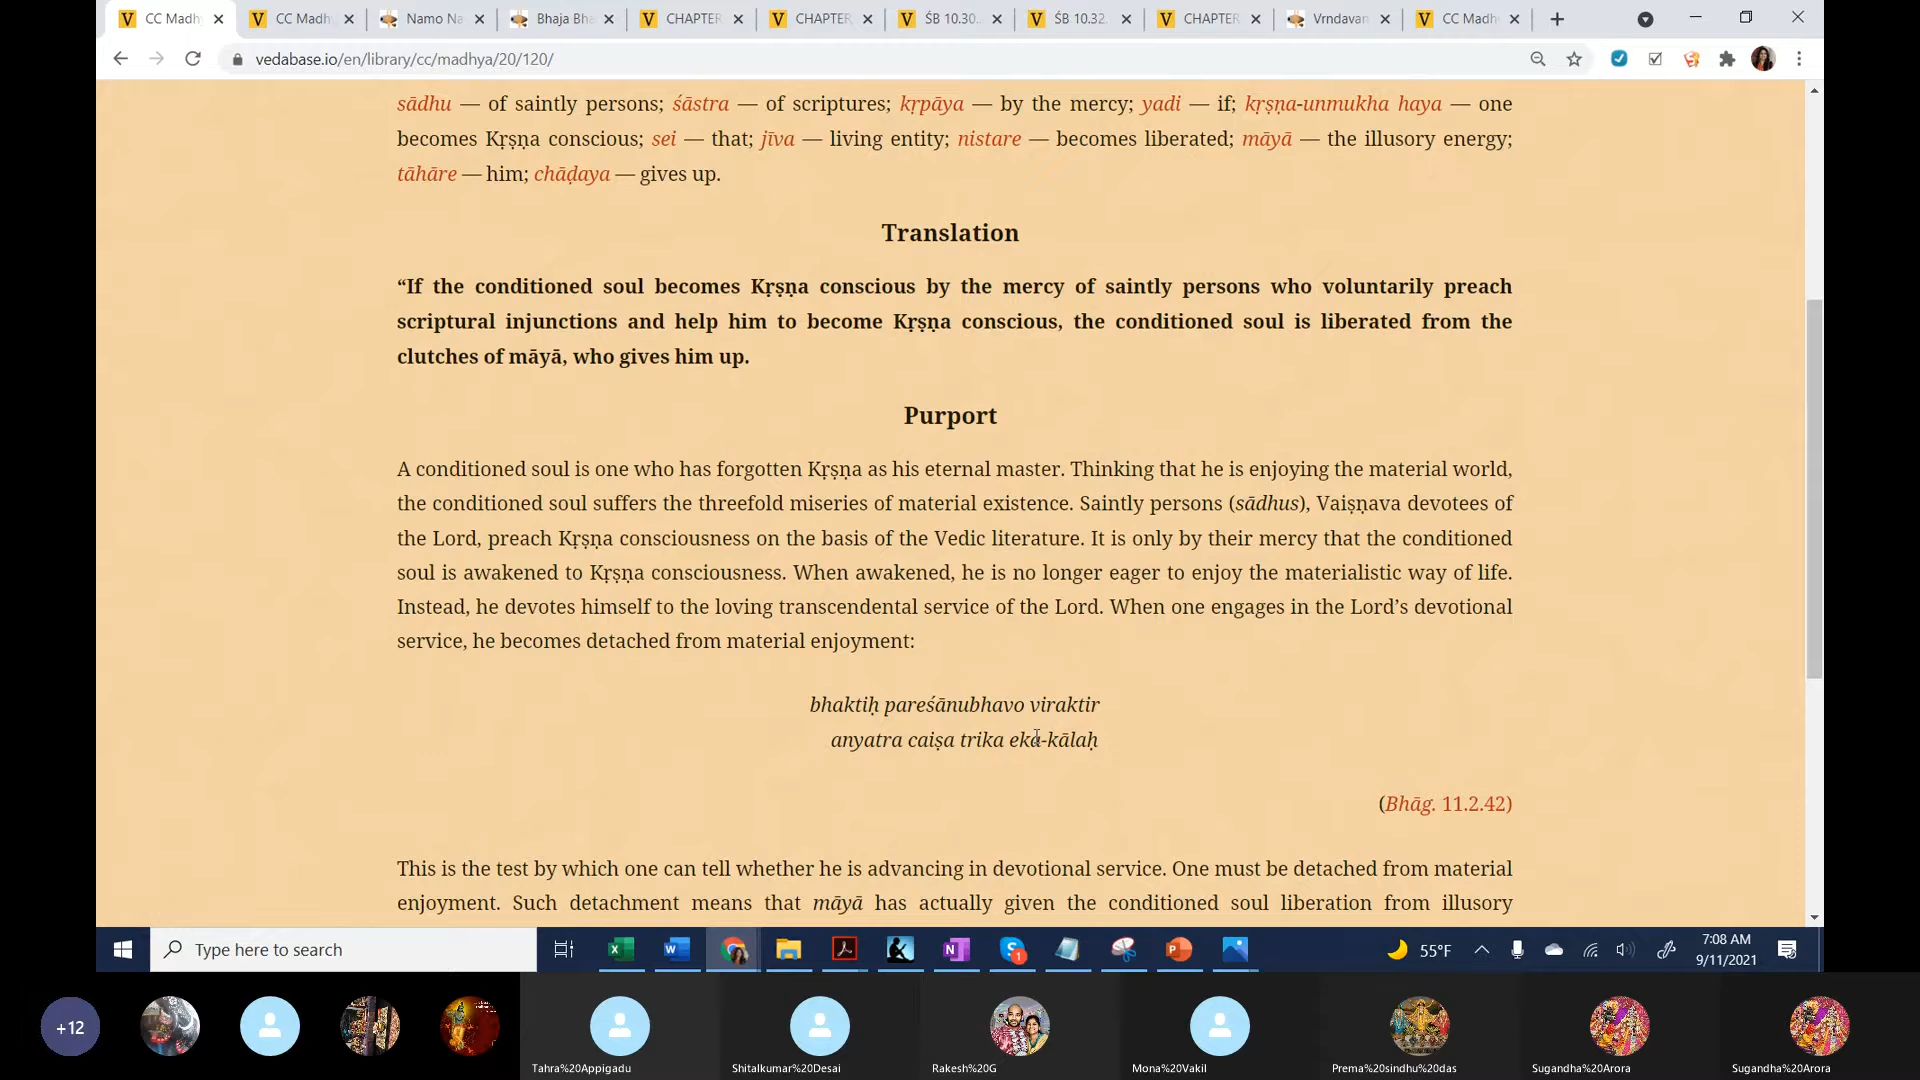 CC Madhy
CC Madhy
Namo Na
Bhaja Bha
CHAPTER
CHAPTER
ŚB 10.30.
ŚB 10.32.
CHAPTER
Vrndavan
CC Madh
vedabase.io/en/library/cc/madhya/20/120/
sādhu — of saintly persons; śāstra — of scriptures; kṛpāya — by the mercy; yadi — if; kṛṣṇa-unmukha haya — one
becomes Kṛṣṇa conscious; sei — that; jīva — living entity; nistare — becomes liberated; māyā — the illusory energy;
tāhāre — him; chāḍaya — gives up.
Translation
“If the conditioned soul becomes Kṛṣṇa conscious by the mercy of saintly persons who voluntarily preach
scriptural injunctions and help him to become Kṛṣṇa conscious, the conditioned soul is liberated from the
clutches of māyā, who gives him up.
Purport
A conditioned soul is one who has forgotten Kṛṣṇa as his eternal master. Thinking that he is enjoying the material world,
the conditioned soul suffers the threefold miseries of material existence. Saintly persons (sādhus), Vaiṣṇava devotees of
the Lord, preach Kṛṣṇa consciousness on the basis of the Vedic literature. It is only by their mercy that the conditioned
soul is awakened to Kṛṣṇa consciousness. When awakened, he is no longer eager to enjoy the materialistic way of life.
Instead, he devotes himself to the loving transcendental service of the Lord. When one engages in the Lord’s devotional
service, he becomes detached from material enjoyment:
bhaktiḥ pareśānubhavo viraktir
anyatra caiṣa trika eka-kālaḥ
(Bhāg. 11.2.42)
This is the test by which one can tell whether he is advancing in devotional service. One must be detached from material
enjoyment. Such detachment means that māyā has actually given the conditioned soul liberation from illusory
Type here to search
55°F
7:08 AM
9/11/2021
+12
Tahra%20Appigadu
Shitalkumar%20Desai
Rakesh%20G
Mona%20Vakil
Prema%20sindhu%20das
Sugandha%20Arora
Sugandha%20Arora